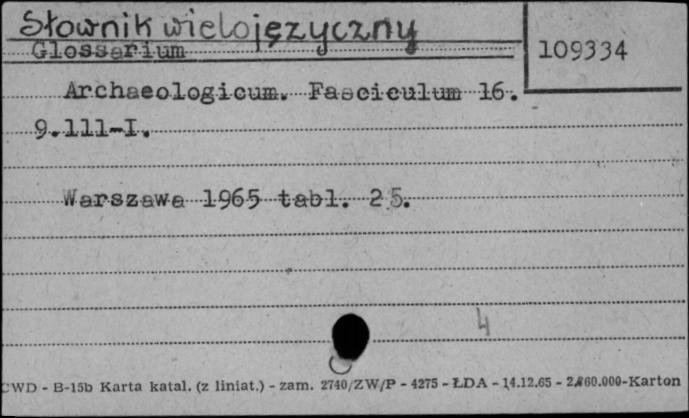 Słownik wielojęzyczny
Glossarium
109334
Archaeologicum. Fasciculum 16.
9.111-I.
Warszawa 1965 tabl. 25.
4
CWD - B-15b Karta katal. (z liniat.) - zam. 2740/ZW/P - 4275 - ŁDA - 14.12.65 - 2.860.000-Karton